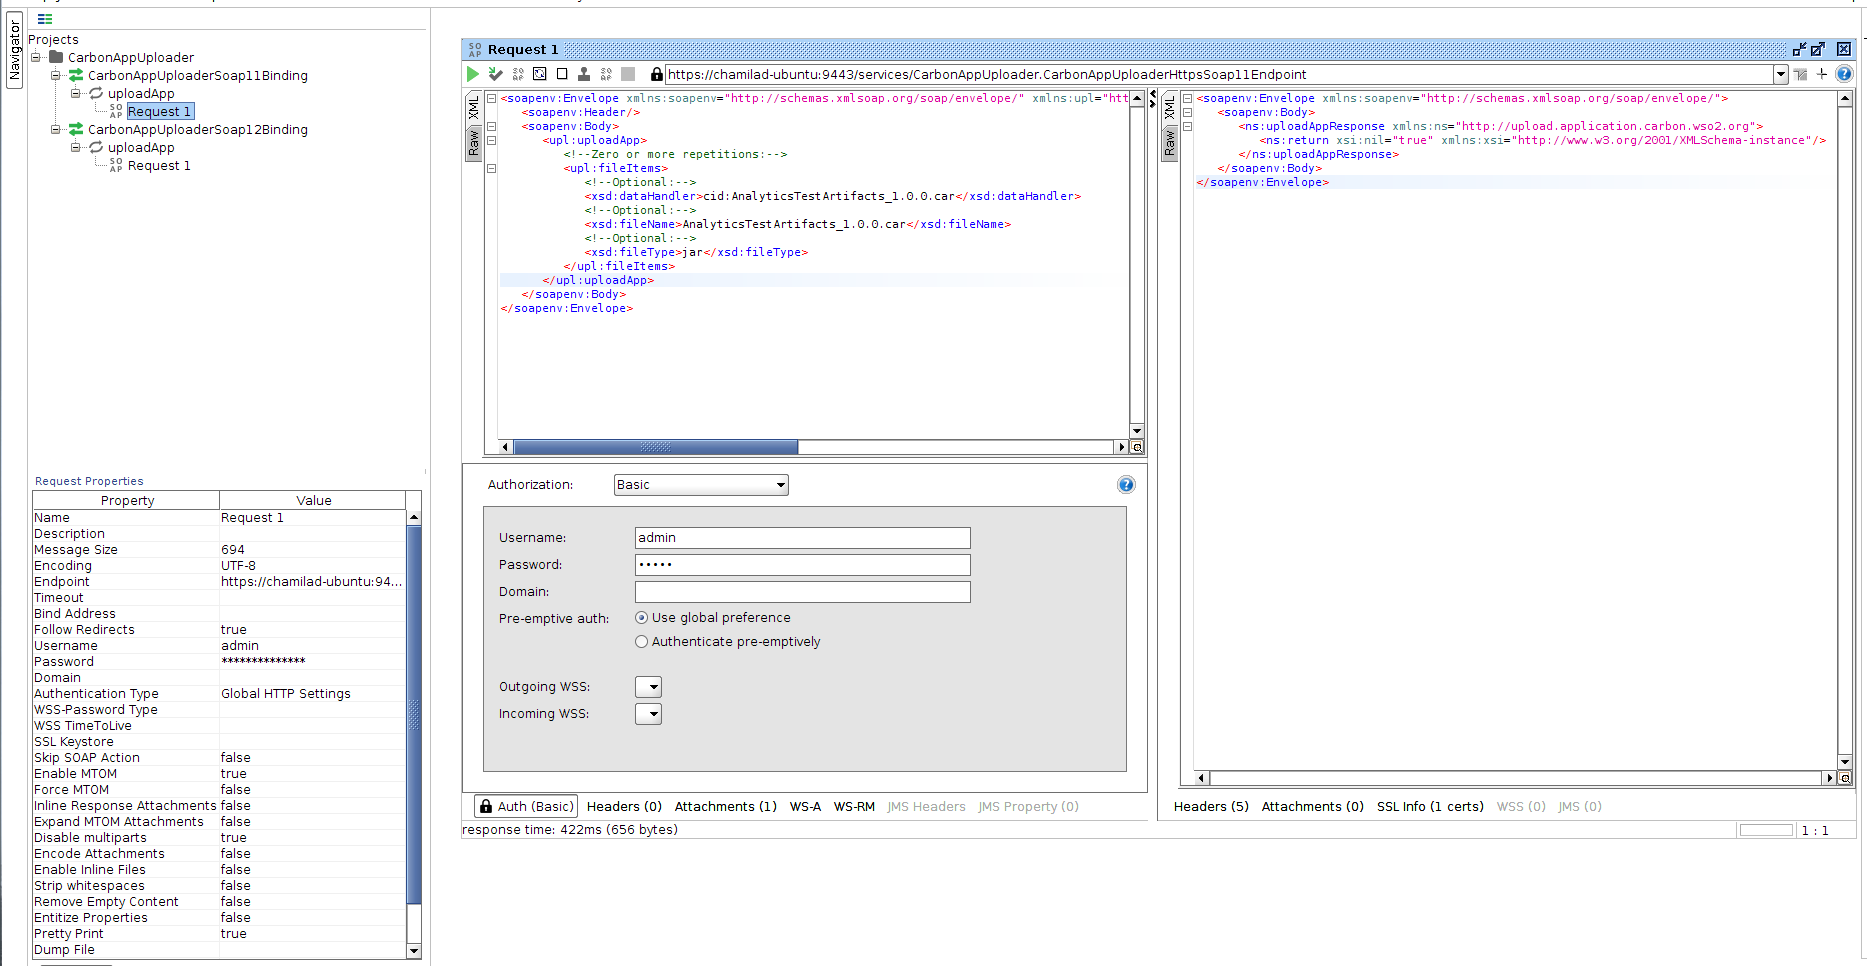 Navigator
Projects
CarbonAppUploader
CarbonAppUploaderSoap11Binding
uploadApp
SO AP Request 1
CarbonAppUploaderSoap12Binding
uploadApp
SO AP Request 1
Request Properties
Property Value
Name Request 1
Description
Message Size 694
Encoding UTF-8
Endpoint https://chamilad-ubuntu:94...
Timeout
Bind Address
Follow Redirects true
Username admin
Password **************
Domain
Authentication Type Global HTTP Settings
WSS-Password Type
WSS TimeToLive
SSL Keystore
Skip SOAP Action false
Enable MTOM true
Force MTOM false
Inline Response Attachments false
Expand MTOM Attachments false
Disable multiparts true
Encode Attachments false
Enable Inline Files false
Strip whitespaces false
Remove Empty Content false
Entitize Properties false
Pretty Print true
Dump File
SO AP Request 1
https://chamilad-ubuntu:9443/services/CarbonAppUploader.CarbonAppUploaderHttpsSoap11Endpoint
XML
Raw
<soapenv:Envelope xmlns:soapenv="http://schemas.xmlsoap.org/soap/envelope/" xmlns:upl="htt
<soapenv:Header/>
<soapenv:Body>
<upl:uploadApp>
<!--Zero or more repetitions:-->
<upl:fileItems>
<!--Optional:-->
<xsd:dataHandler>cid:AnalyticsTestArtifacts_1.0.0.car</xsd:dataHandler>
<!--Optional:-->
<xsd:fileName>AnalyticsTestArtifacts_1.0.0.car</xsd:fileName>
<!--Optional:-->
<xsd:fileType>jar</xsd:fileType>
</upl:fileItems>
</upl:uploadApp>
</soapenv:Body>
</soapenv:Envelope>
XML
Raw
<soapenv:Envelope xmlns:soapenv="http://schemas.xmlsoap.org/soap/envelope/">
<soapenv:Body>
<ns:uploadAppResponse xmlns:ns="http://upload.application.carbon.wso2.org">
<ns:return xsi:nil="true" xmlns:xsi="http://www.w3.org/2001/XMLSchema-instance"/>
</ns:uploadAppResponse>
</soapenv:Body>
</soapenv:Envelope>
Authorization: Basic
Username: admin
Password: •••••
Domain:
Pre-emptive auth: Use global preference
Authenticate pre-emptively
Outgoing WSS:
Incoming WSS:
Auth (Basic) Headers (0) Attachments (1) WS-A WS-RM JMS Headers JMS Property (0)
Headers (5) Attachments (0) SSL Info (1 certs) WSS (0) JMS (0)
response time: 422ms (656 bytes)
1 : 1